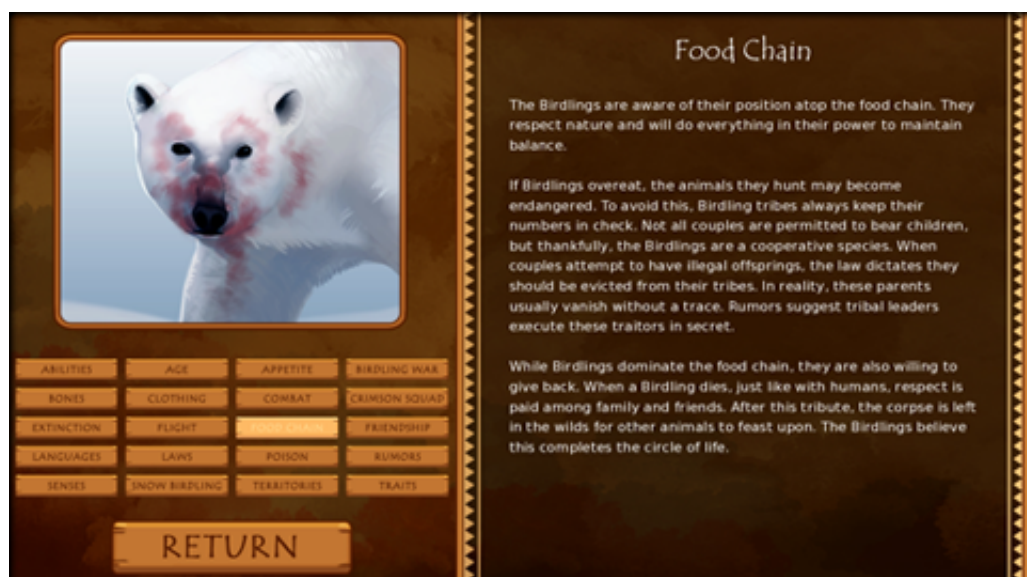 Food Chain
The Birdlings are aware of their position atop the food chain. They
respect nature and will do everything in their power to maintain
balance.
If Birdlings overeat, the animals they hunt may become
endangered. To avoid this, Birdling tribes always keep their
numbers in check. Not all couples are permitted to bear children,
but thankfully, the Birdlings are a cooperative species. When
couples attempt to have illegal offsprings, the law dictates they
should be evicted from their tribes. In reality, these parents
usually vanish without a trace. Rumors suggest tribal leaders
execute these traitors in secret.
While Birdlings dominate the food chain, they are also willing to
give back. When a Birdling dies, just like with humans, respect is
paid among family and friends. After this tribute, the corpse is left
in the wilds for other animals to feast upon. The Birdlings believe
this completes the circle of life.
ABILITIES AGE APPETITE BIRDLING WAR
BONES CLOTHING COMBAT CRIMSON SQUAD
EXTINCTION FLIGHT FOOD CHAIN FRIENDSHIP
LANGUAGES LAWS POISON RUMORS
SENSES SNOW BIRDLING TERRITORIES TRAITS
RETURN